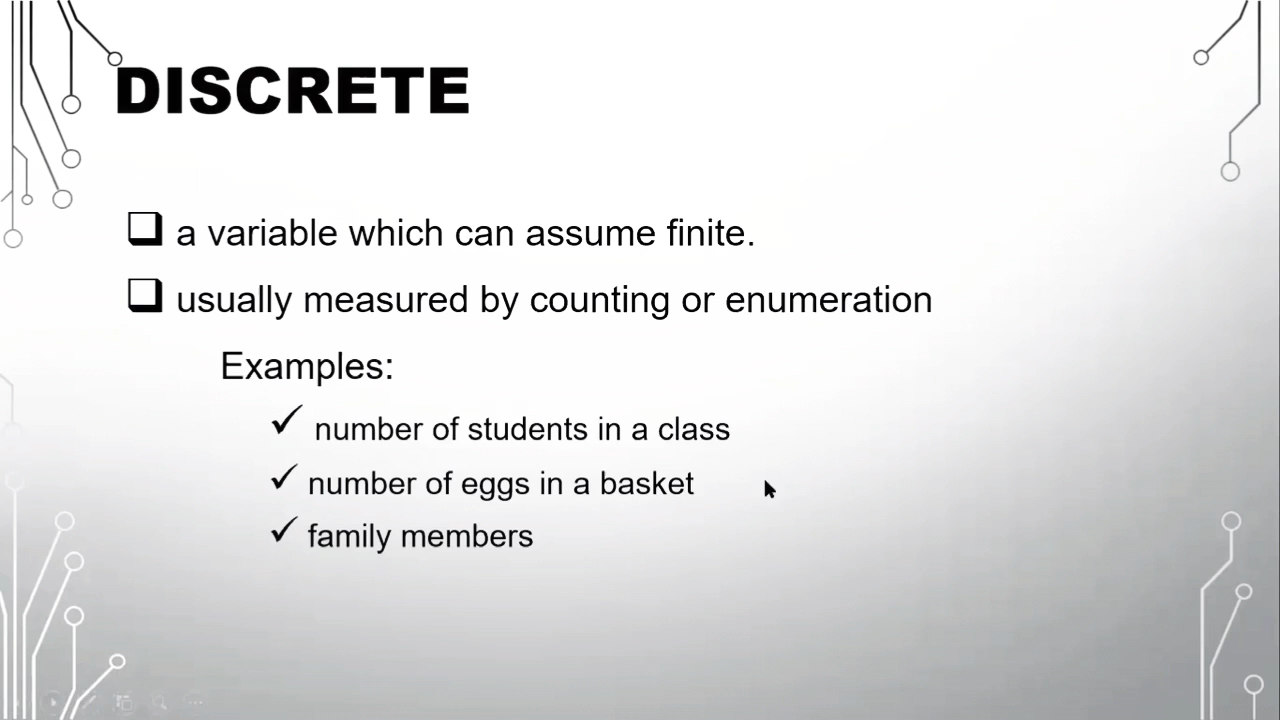 DISCRETE
a variable which can assume finite.
usually measured by counting or enumeration
Examples:
number of students in a class
number of eggs in a basket
family members